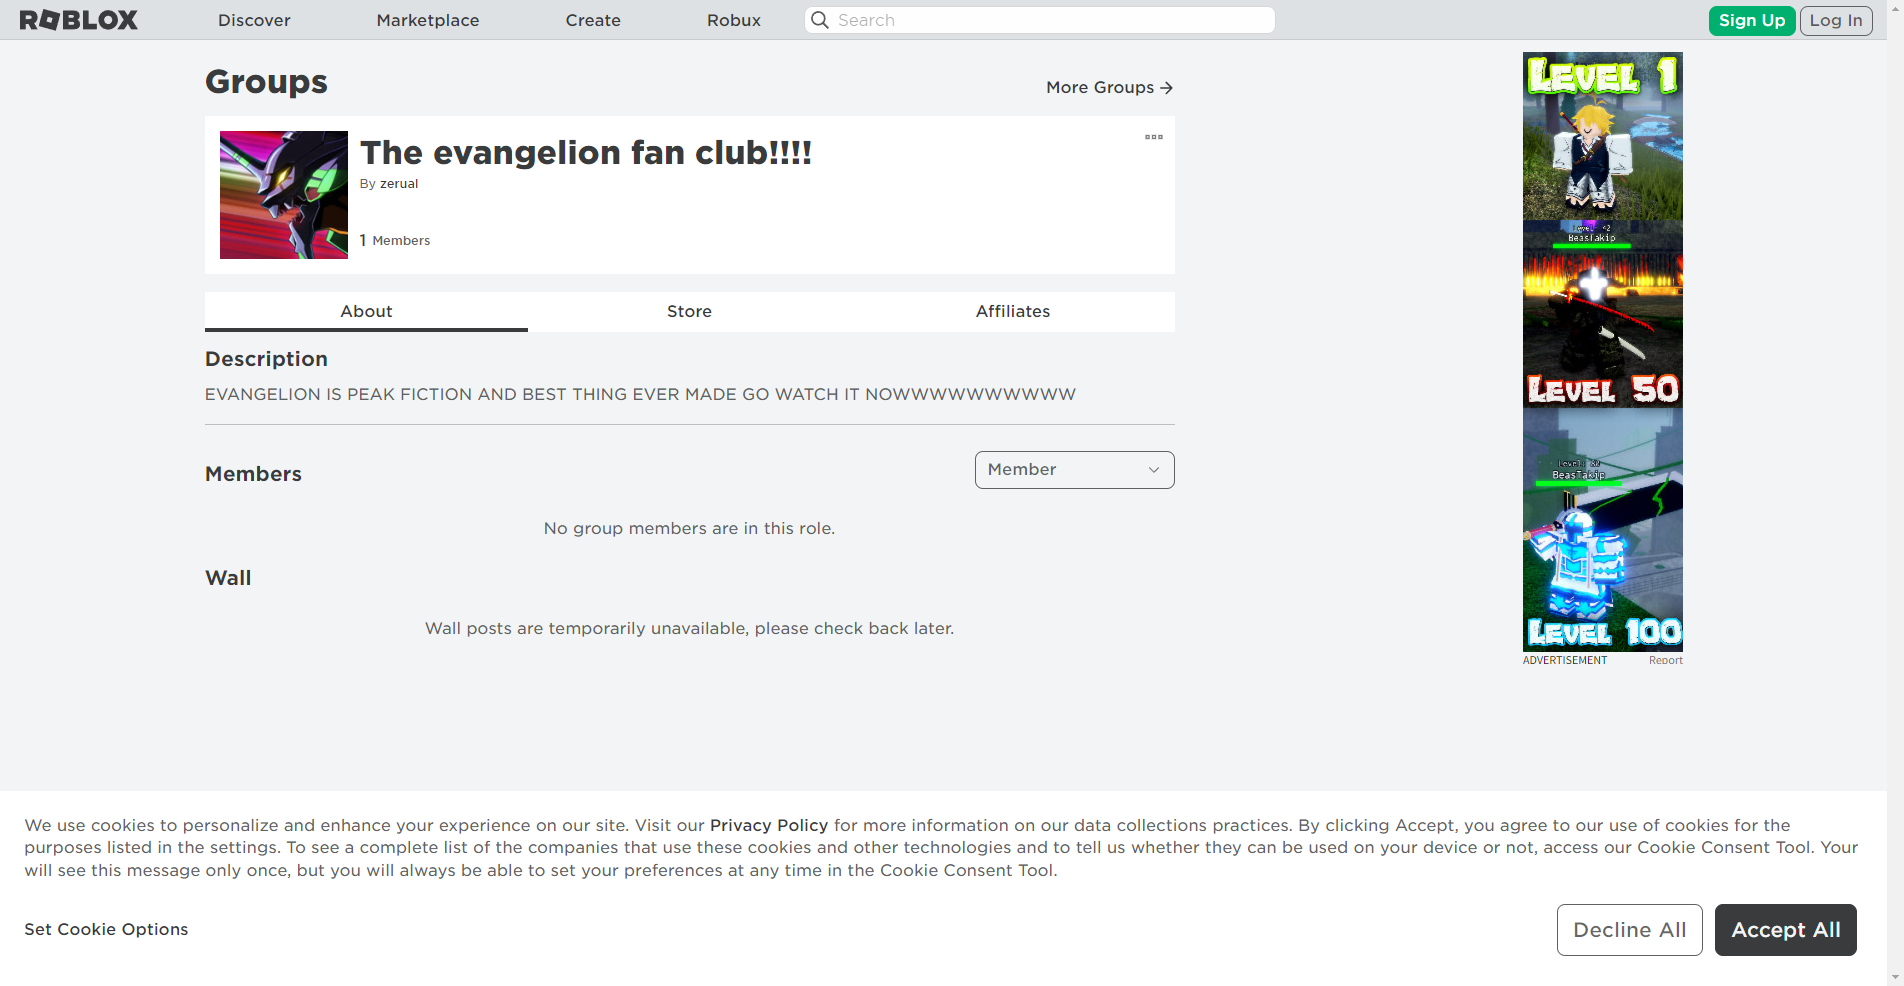 ROBLOX
Discover
Marketplace
Create
Robux
Search
Sign Up
Log In
Groups
More Groups
The evangelion fan club!!!!
By zerual
1 Members
About
Store
Affiliates
Description
EVANGELION IS PEAK FICTION AND BEST THING EVER MADE GO WATCH IT NOWWWWWWWWWW
Members
Member
No group members are in this role.
Wall
Wall posts are temporarily unavailable, please check back later.
LEVEL 1
BeasTakip
LEVEL 50
BeasTakip
LEVEL 100
ADVERTISEMENT
Report
We use cookies to personalize and enhance your experience on our site. Visit our Privacy Policy for more information on our data collections practices. By clicking Accept, you agree to our use of cookies for the
purposes listed in the settings. To see a complete list of the companies that use these cookies and other technologies and to tell us whether they can be used on your device or not, access our Cookie Consent Tool. Your
will see this message only once, but you will always be able to set your preferences at any time in the Cookie Consent Tool.
Set Cookie Options
Decline All
Accept All